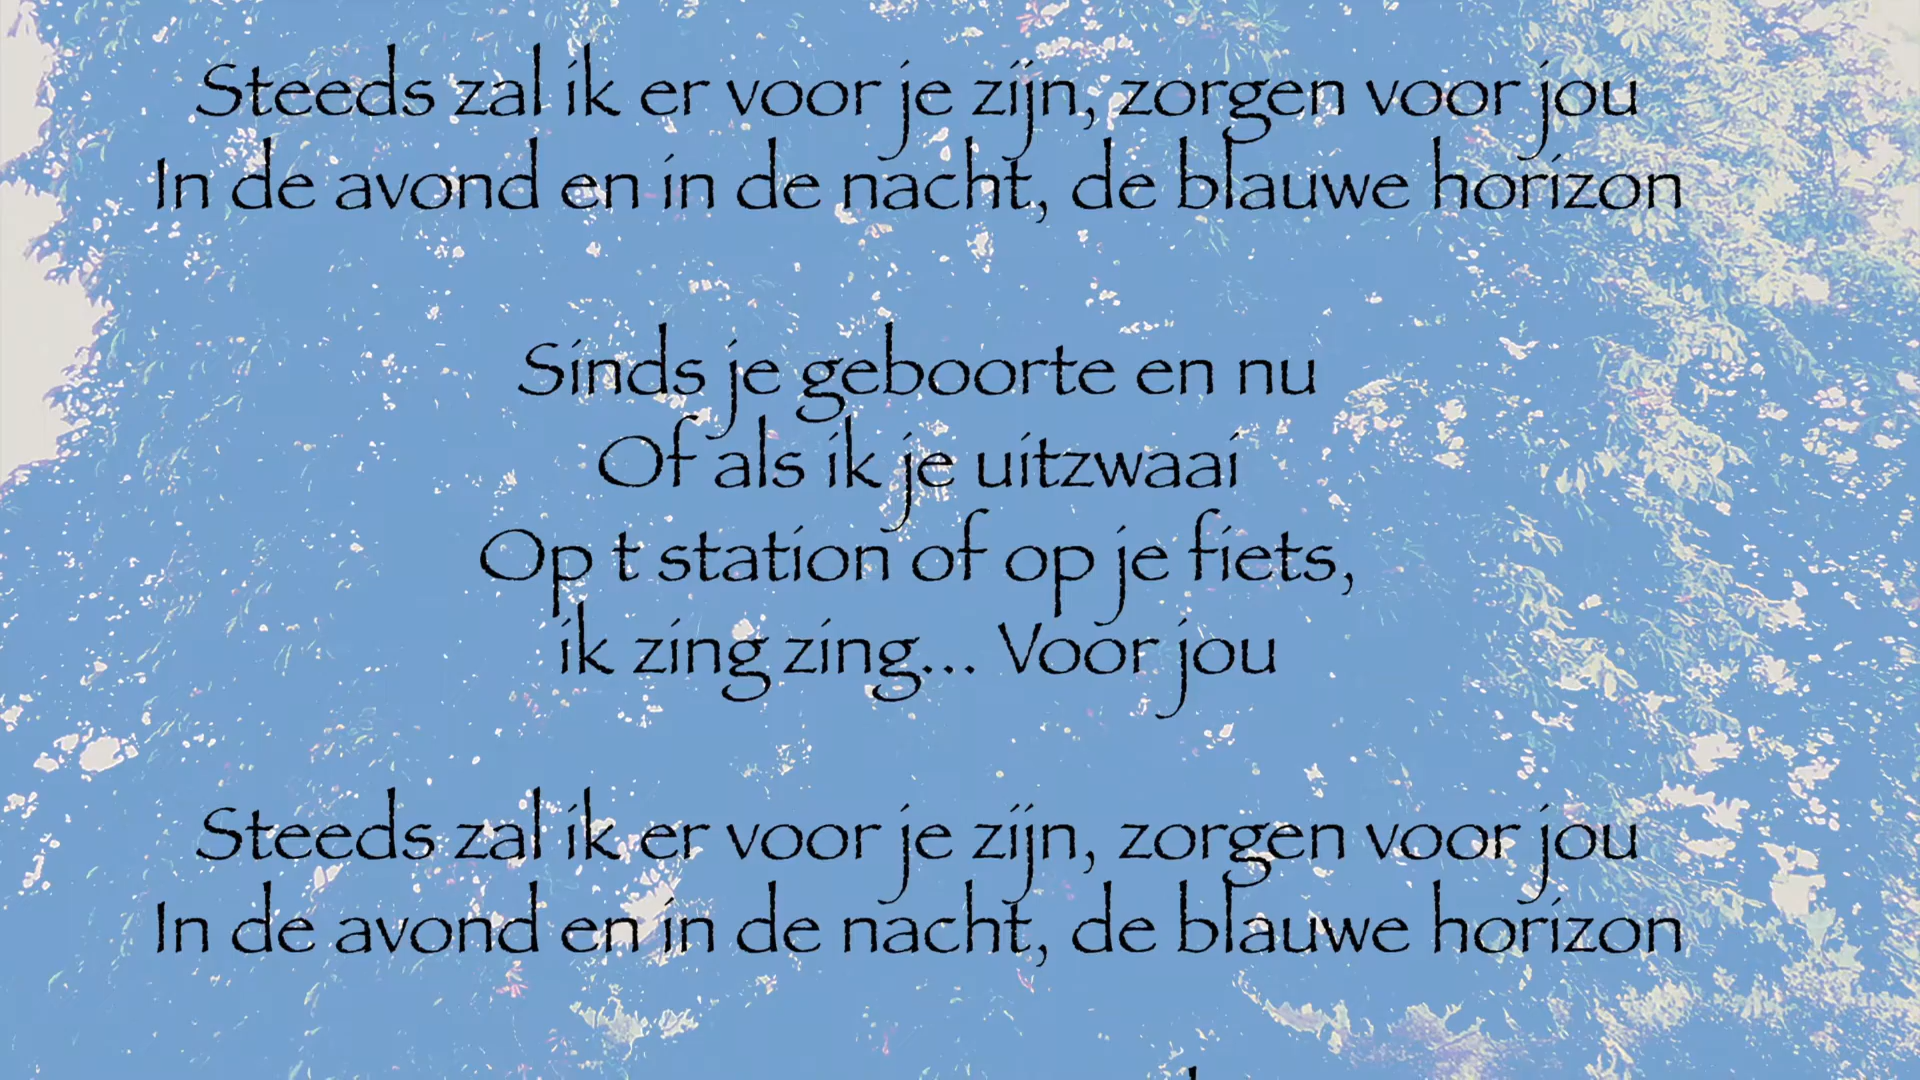 Steeds zal ik er voor je zijn, zorgen voor jou
In de avond en in de nacht, de blauwe horizon
Sinds je geboorte en nu
Of als ik je uitzwaai
Op t station of op je fiets,
ik zing zing... Voor jou
Steeds zal ik er voor je zijn, zorgen voor jou
In de avond en in de nacht, de blauwe horizon